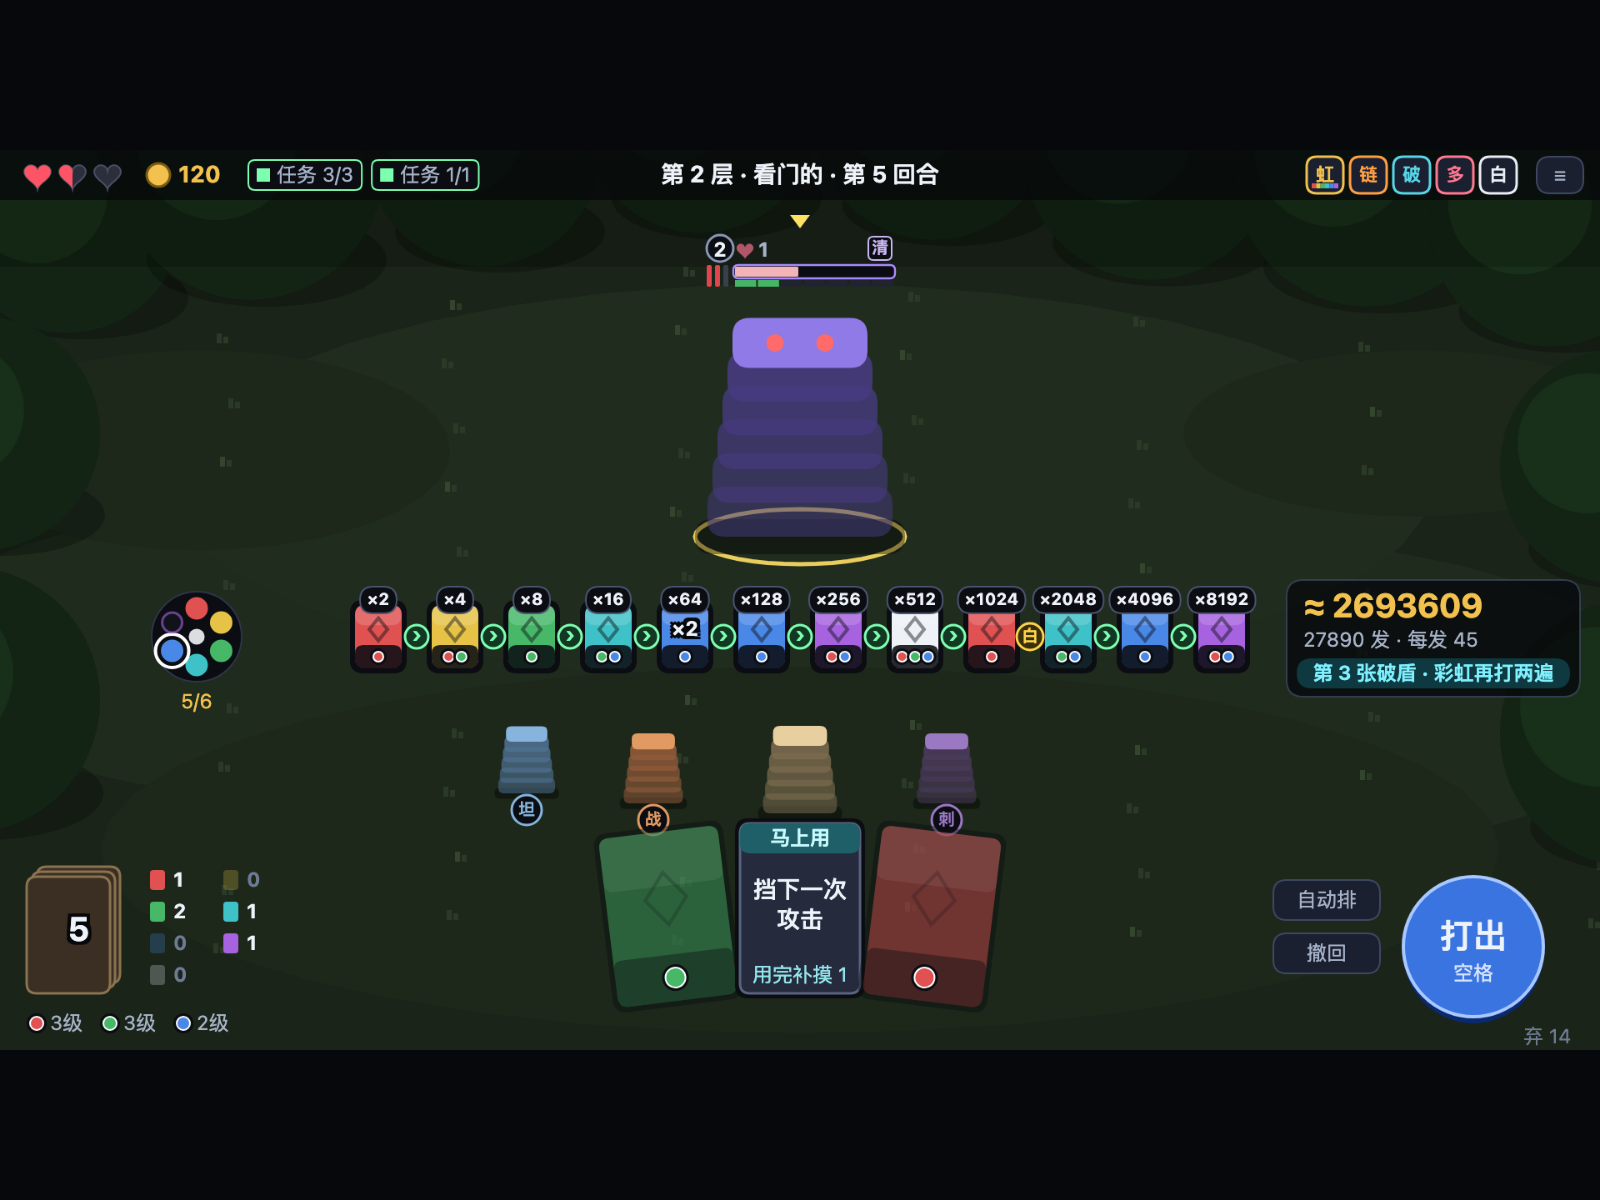 120
任务 3/3
任务 1/1
第 2 层 · 看门的 · 第 5 回合
虹
链
破
多
白
≡
2
1
清
×2
×4
×8
×16
×64
×128
×256
×512
×1024
×2048
×4096
×8192
×2
白
≈ 2693609
27890 发 · 每发 45
第 3 张破盾 · 彩虹再打两遍
5/6
坦
战
刺
马上用
挡下一次
攻击
用完补摸 1
5
1
0
2
1
0
1
0
3级
3级
2级
自动排
撤回
打出
空格
弃 14